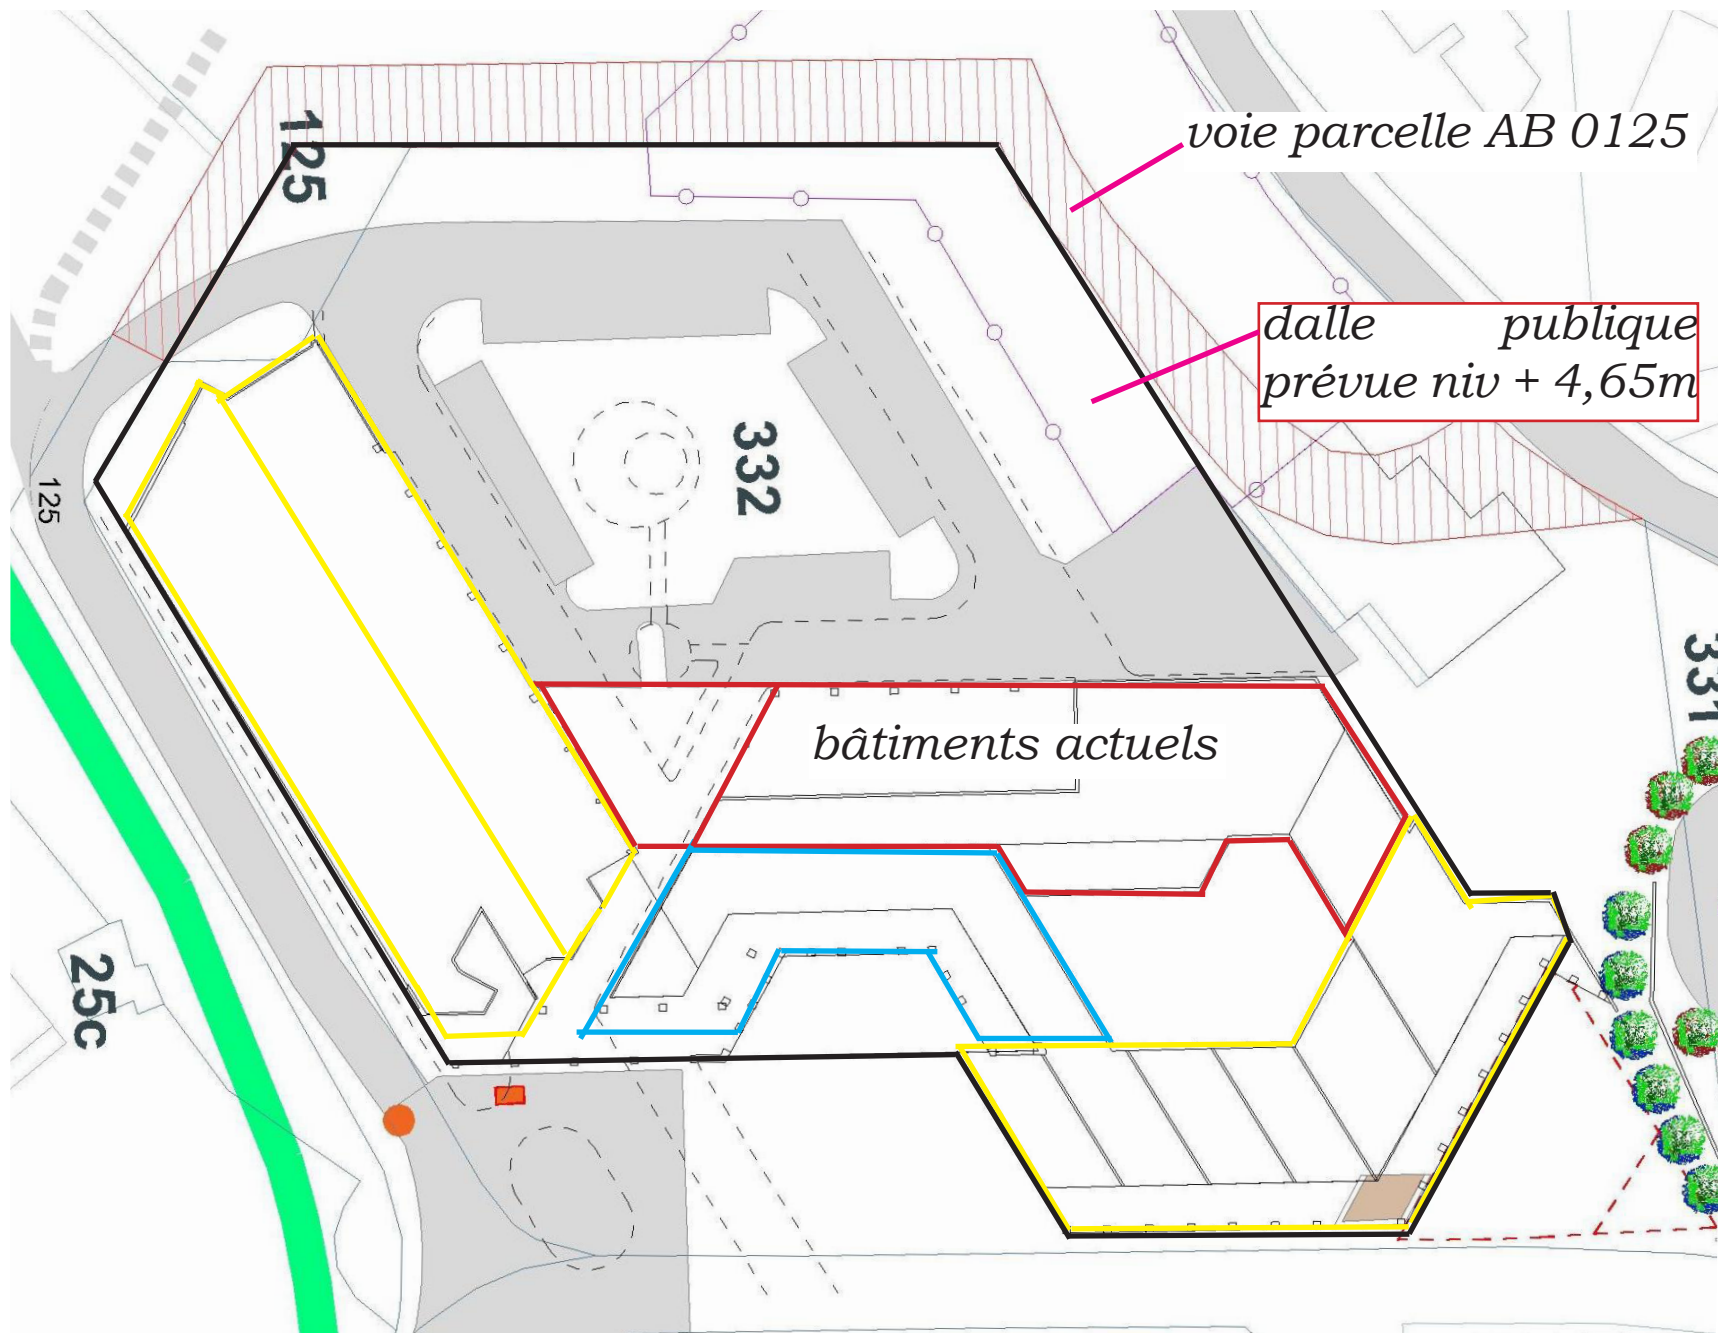 125
voie parcelle AB 0125
dalle publique
prévue niv + 4,65m
332
125
331
bâtiments actuels
25c